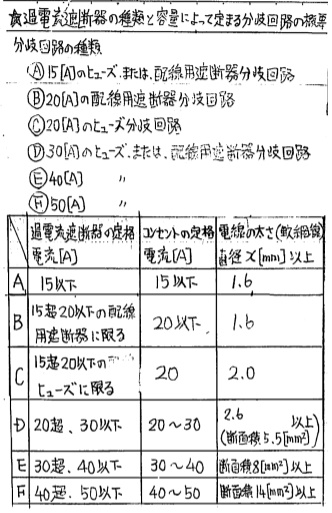 過電流遮断器の種類と容量によって定まる分岐回路の標準
分岐回路の種類
Ⓐ15[A]のヒューズ、または、配線用遮断器分岐回路
Ⓑ20[A]の配線用遮断器分岐回路
Ⓒ20[A]のヒューズ分岐回路
Ⓓ30[A]のヒューズ、または、配線用遮断器分岐回路
Ⓔ40[A] 〃
Ⓕ50[A] 〃
過電流遮断器の定格電流[A] コンセントの定格電流[A] 電線の太さ(軟銅線)直径x[mm]以上
A 15以下 15以下 1.6
B 15超20以下の配線用遮断器に限る 20以下 1.6
C 15超20以下のヒューズに限る 20 2.0
D 20超、30以下 20〜30 2.6 以上(断面積5.5[mm²])
E 30超、40以下 30〜40 断面積8[mm²]以上
F 40超、50以下 40〜50 断面積14[mm²]以上